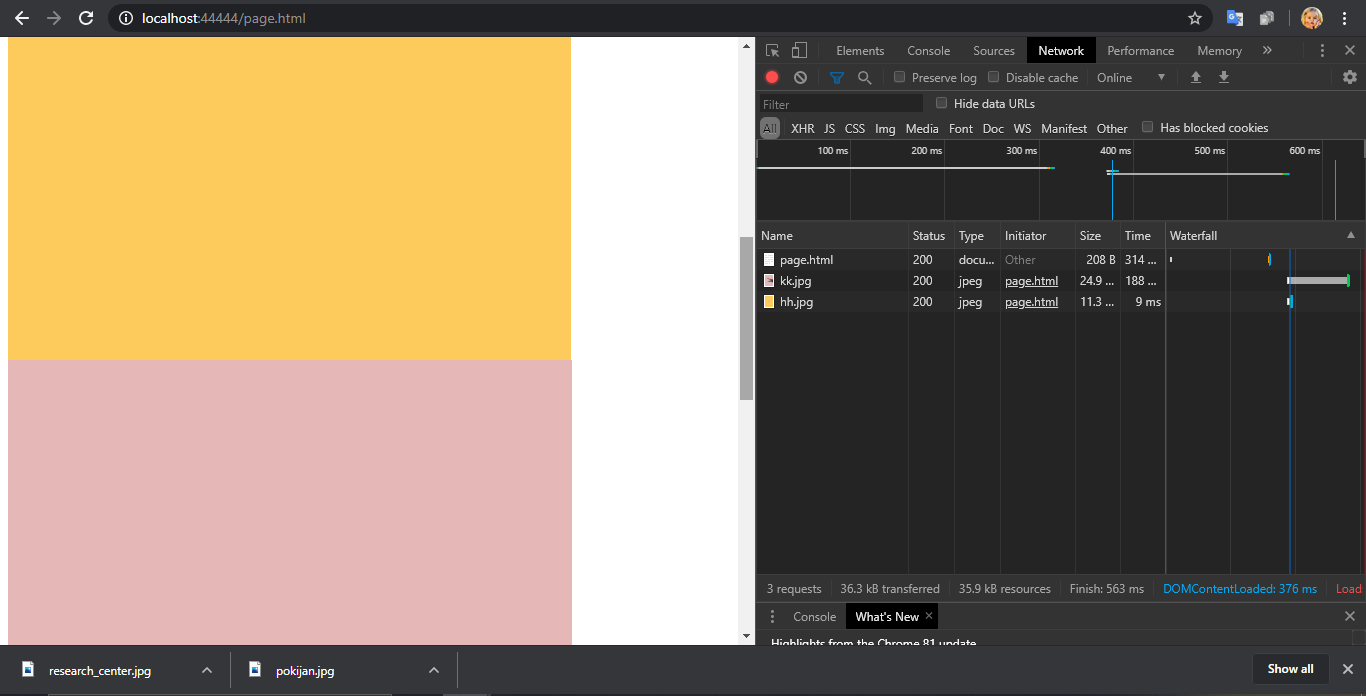 localhost:44444/page.html
Elements Console Sources Network Performance Memory »
Preserve log Disable cache Online
Filter Hide data URLs
All XHR JS CSS Img Media Font Doc WS Manifest Other Has blocked cookies
100 ms 200 ms 300 ms 400 ms 500 ms 600 ms
Name Status Type Initiator Size Time Waterfall
page.html 200 docu... Other 208 B 314 ...
kk.jpg 200 jpeg page.html 24.9 ... 188 ...
hh.jpg 200 jpeg page.html 11.3 ... 9 ms
3 requests 36.3 kB transferred 35.9 kB resources Finish: 563 ms DOMContentLoaded: 376 ms Load
Console What's New
Highlights from the Chrome 81 update
research_center.jpg pokijan.jpg Show all